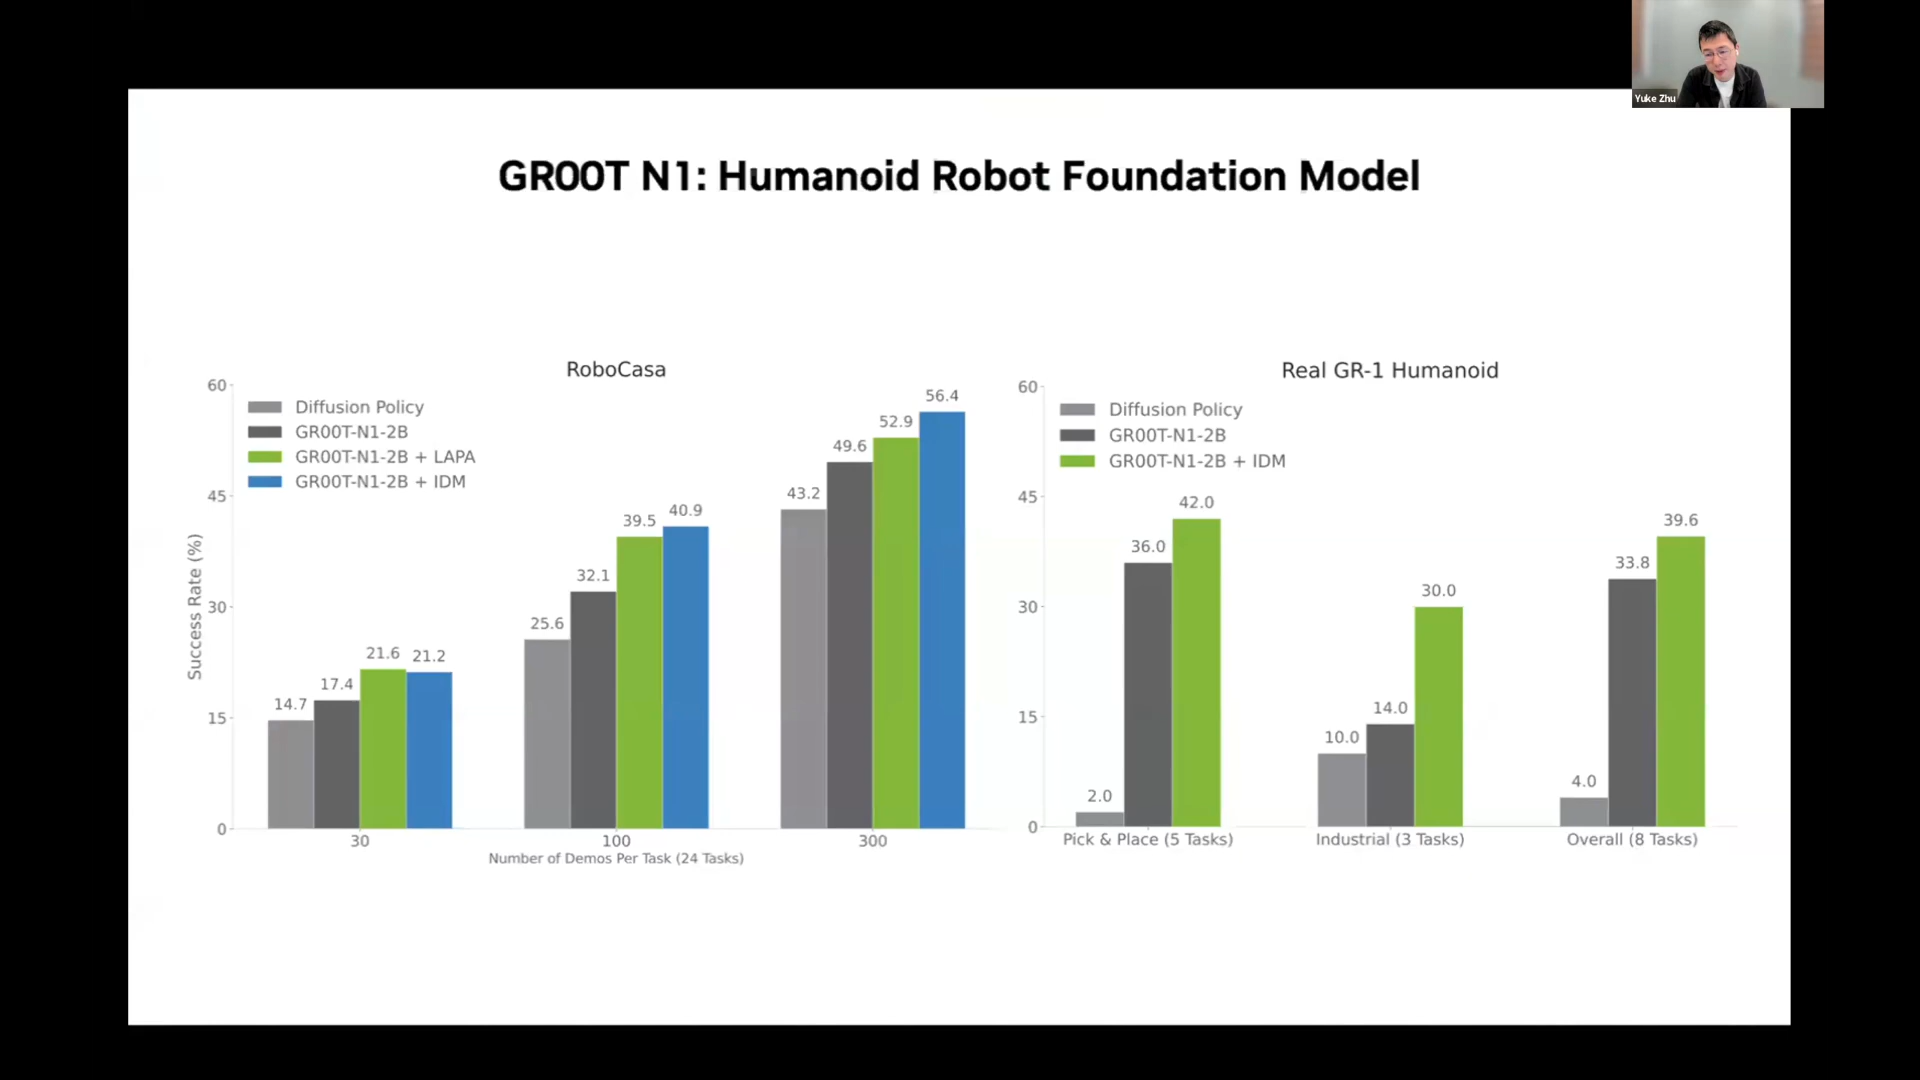 Yuke Zhu
GR00T N1: Humanoid Robot Foundation Model
RoboCasa
60
45
30
15
0
Success Rate (%)
Diffusion Policy
GR00T-N1-2B
GR00T-N1-2B + LAPA
GR00T-N1-2B + IDM
14.7
17.4
21.6
21.2
25.6
32.1
39.5
40.9
43.2
49.6
52.9
56.4
30
100
300
Number of Demos Per Task (24 Tasks)
Real GR-1 Humanoid
60
45
30
15
0
Diffusion Policy
GR00T-N1-2B
GR00T-N1-2B + IDM
2.0
36.0
42.0
10.0
14.0
30.0
4.0
33.8
39.6
Pick & Place (5 Tasks)
Industrial (3 Tasks)
Overall (8 Tasks)